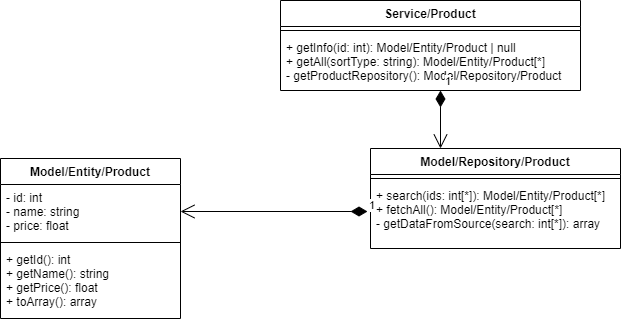 Service/Product
+ getInfo(id: int): Model/Entity/Product | null
+ getAll(sortType: string): Model/Entity/Product[*]
- getProductRepository(): Model/Repository/Product
1
Model/Entity/Product
- id: int
- name: string
- price: float
+ getId(): int
+ getName(): string
+ getPrice(): float
+ toArray(): array
Model/Repository/Product
+ search(ids: int[*]): Model/Entity/Product[*]
1
+ fetchAll(): Model/Entity/Product[*]
- getDataFromSource(search: int[*]): array